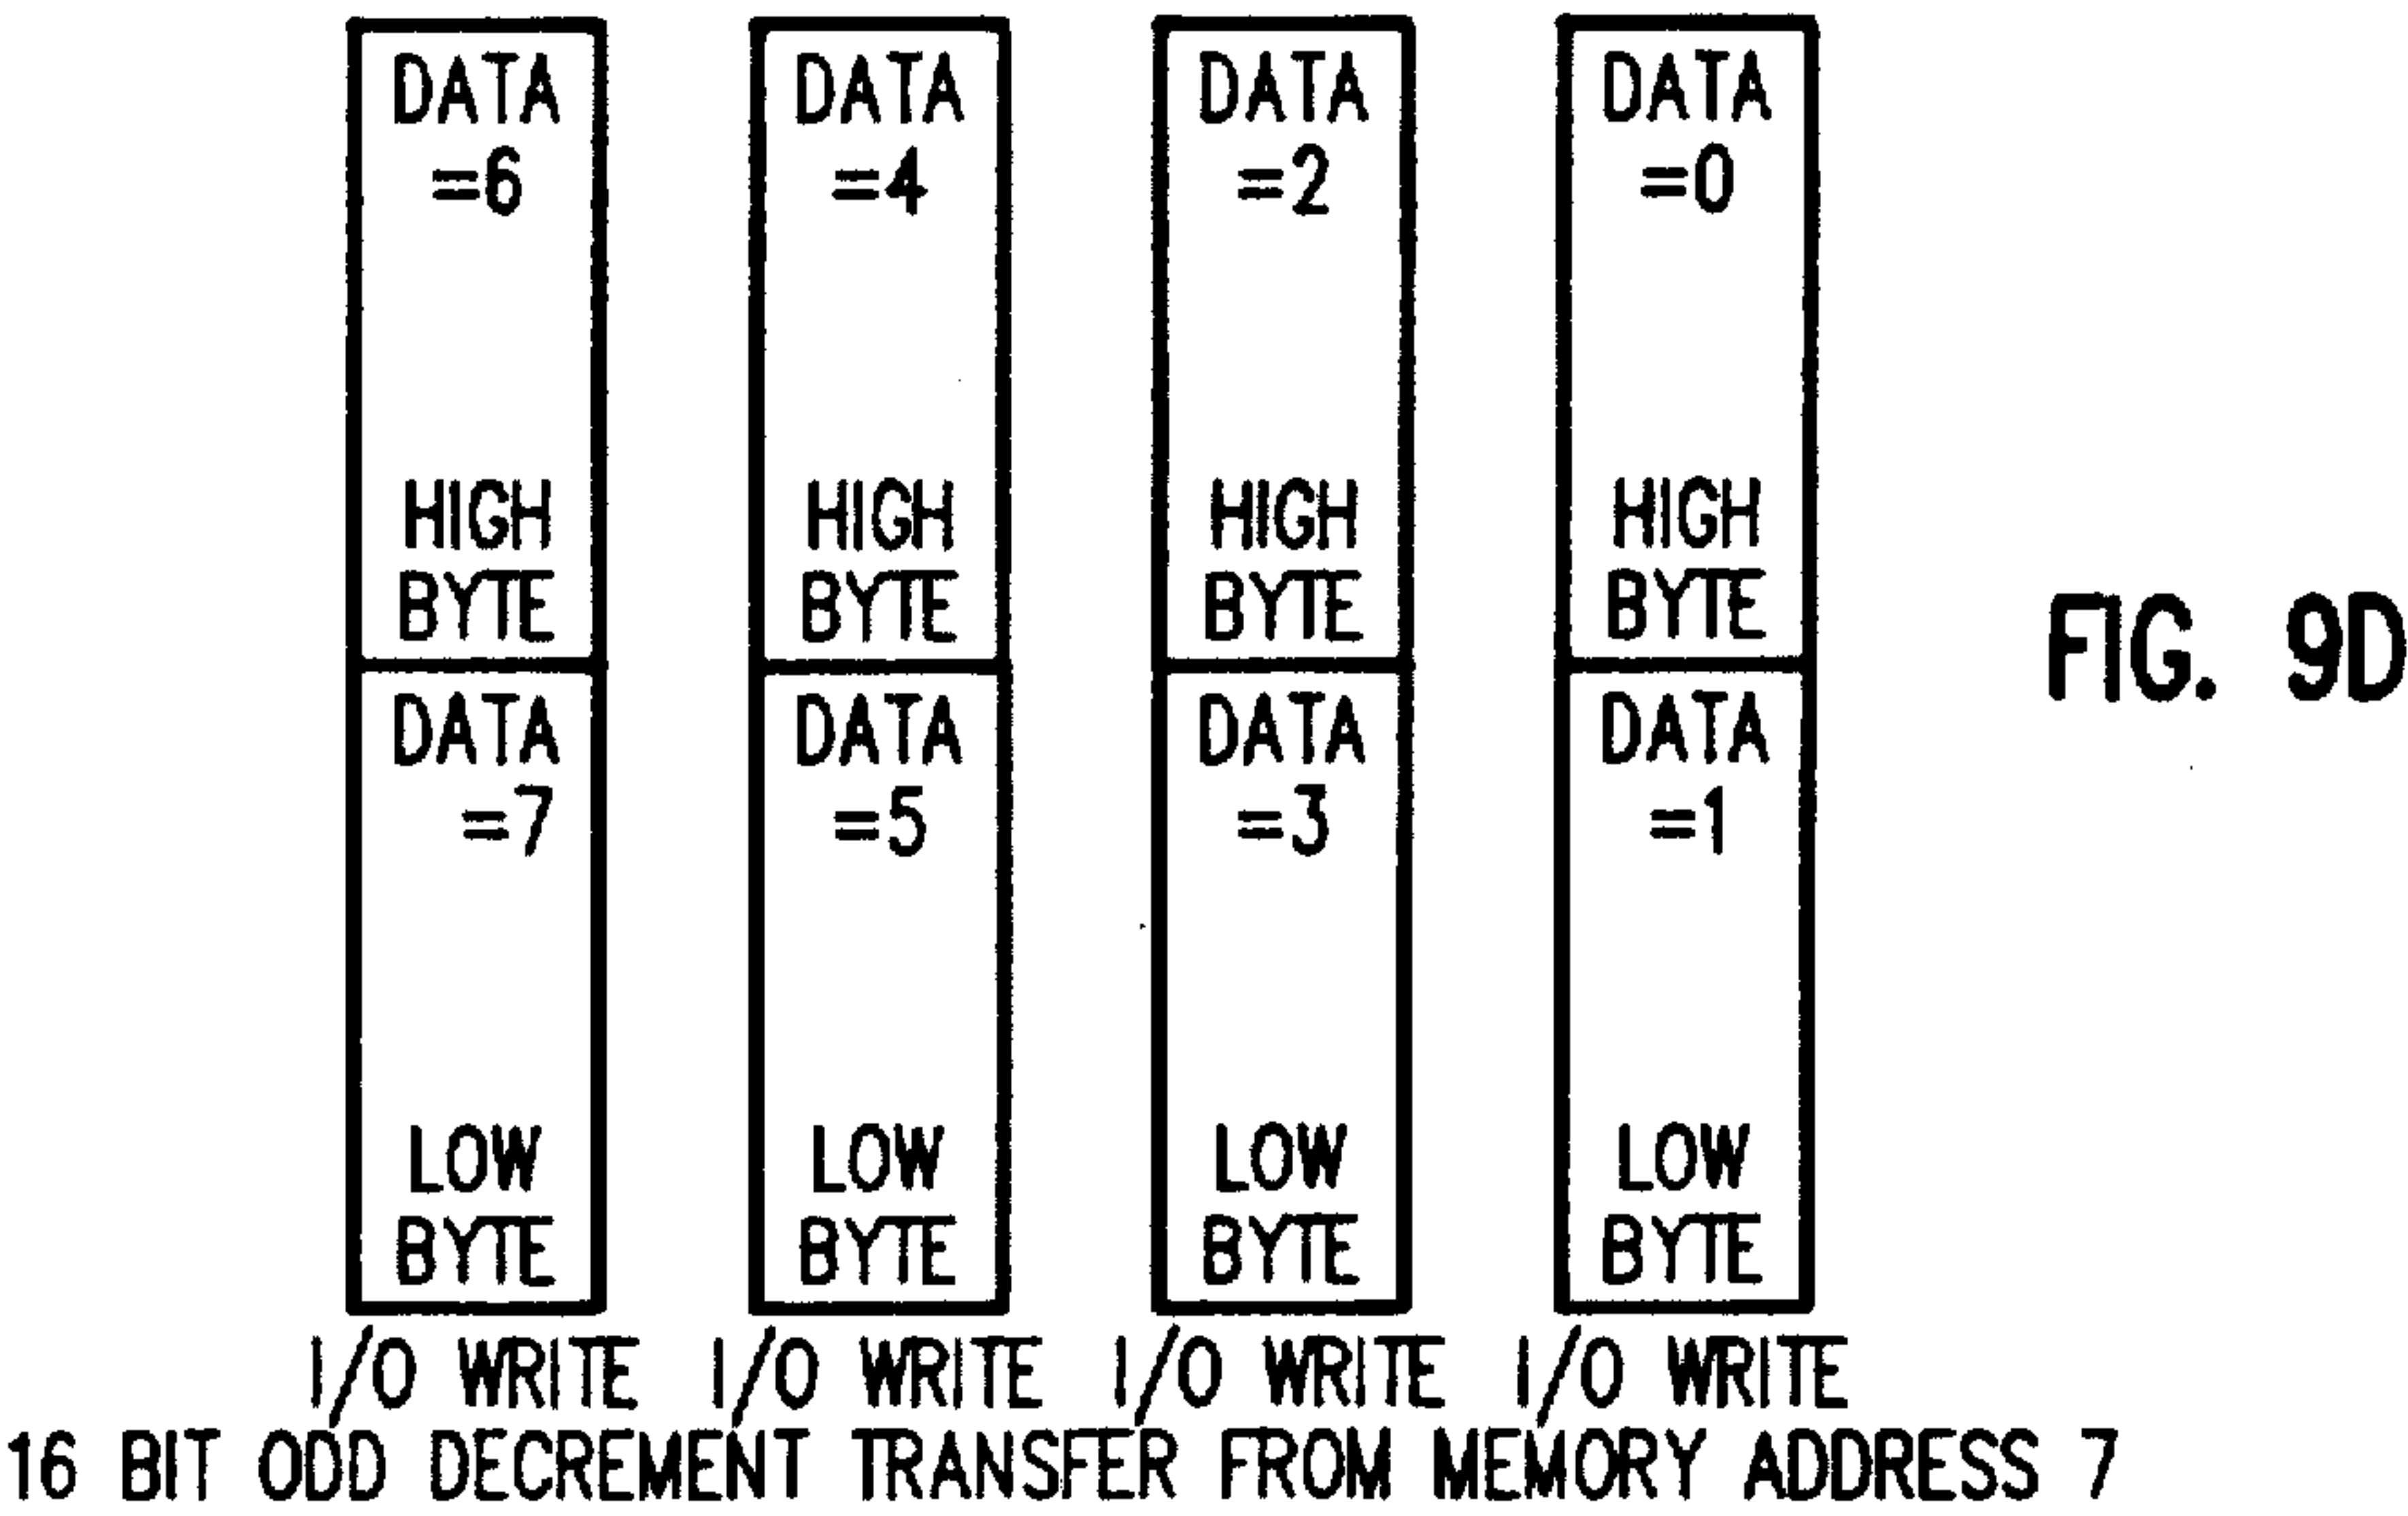 DATA DATA DATA DATA
=6 =4 =2 =0
HIGH HIGH HIGH HIGH
BYTE BYTE BYTE BYTE
FIG. 9D
DATA DATA DATA DATA
=7 =5 =3 =1
LOW LOW LOW LOW
BYTE BYTE BYTE BYTE
I/O WRITE I/O WRITE I/O WRITE I/O WRITE
16 BIT ODD DECREMENT TRANSFER FROM MEMORY ADDRESS 7